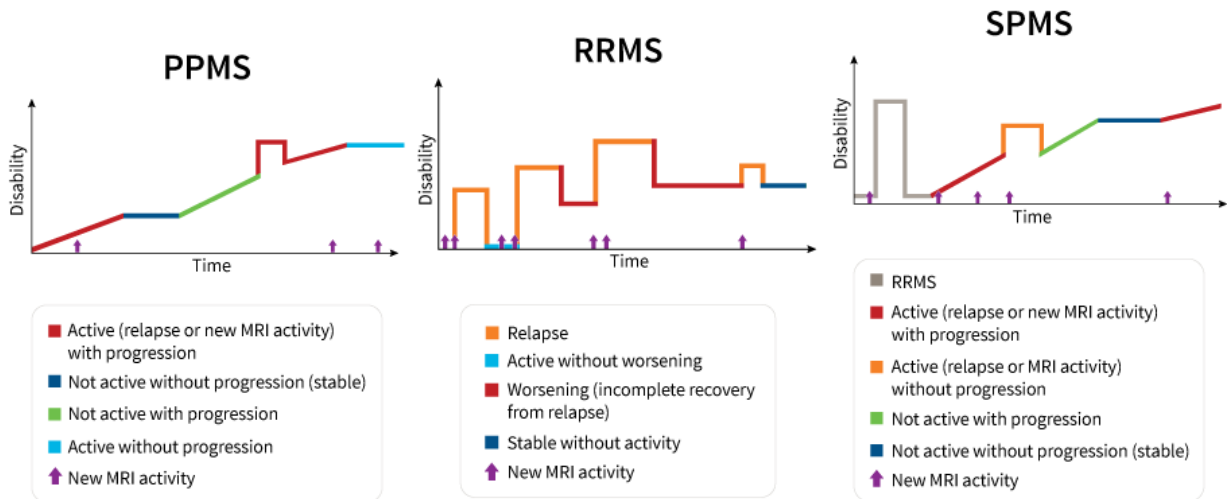 PPMS
Disability
Time
Active (relapse or new MRI activity)
with progression
Not active without progression (stable)
Not active with progression
Active without progression
New MRI activity
RRMS
Disability
Time
Relapse
Active without worsening
Worsening (incomplete recovery
from relapse)
Stable without activity
New MRI activity
SPMS
Disability
Time
RRMS
Active (relapse or new MRI activity)
with progression
Active (relapse or MRI activity)
without progression
Not active with progression
Not active without progression (stable)
New MRI activity